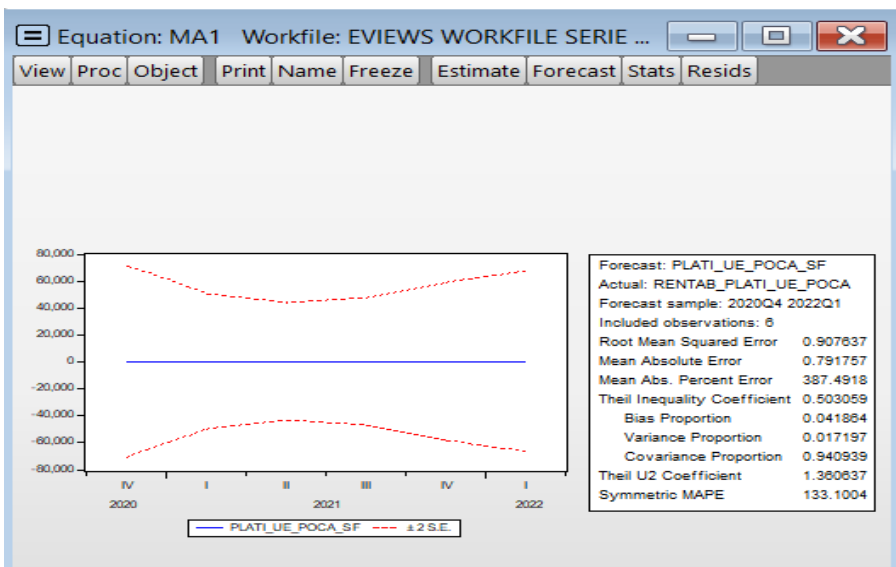 Equation: MA1 Workfile: EVIEWS WORKFILE SERIE ...
View Proc Object Print Name Freeze Estimate Forecast Stats Resids
80,000
60,000
40,000
20,000
0
-20,000
-40,000
-60,000
-80,000
IV I II III IV I
2020 2021 2022
PLATI_UE_POCA_SF ± 2 S.E.
Forecast: PLATI_UE_POCA_SF
Actual: RENTAB_PLATI_UE_POCA
Forecast sample: 2020Q4 2022Q1
Included observations: 6
Root Mean Squared Error 0.907637
Mean Absolute Error 0.791757
Mean Abs. Percent Error 387.4918
Theil Inequality Coefficient 0.503059
Bias Proportion 0.041864
Variance Proportion 0.017197
Covariance Proportion 0.940939
Theil U2 Coefficient 1.360637
Symmetric MAPE 133.1004